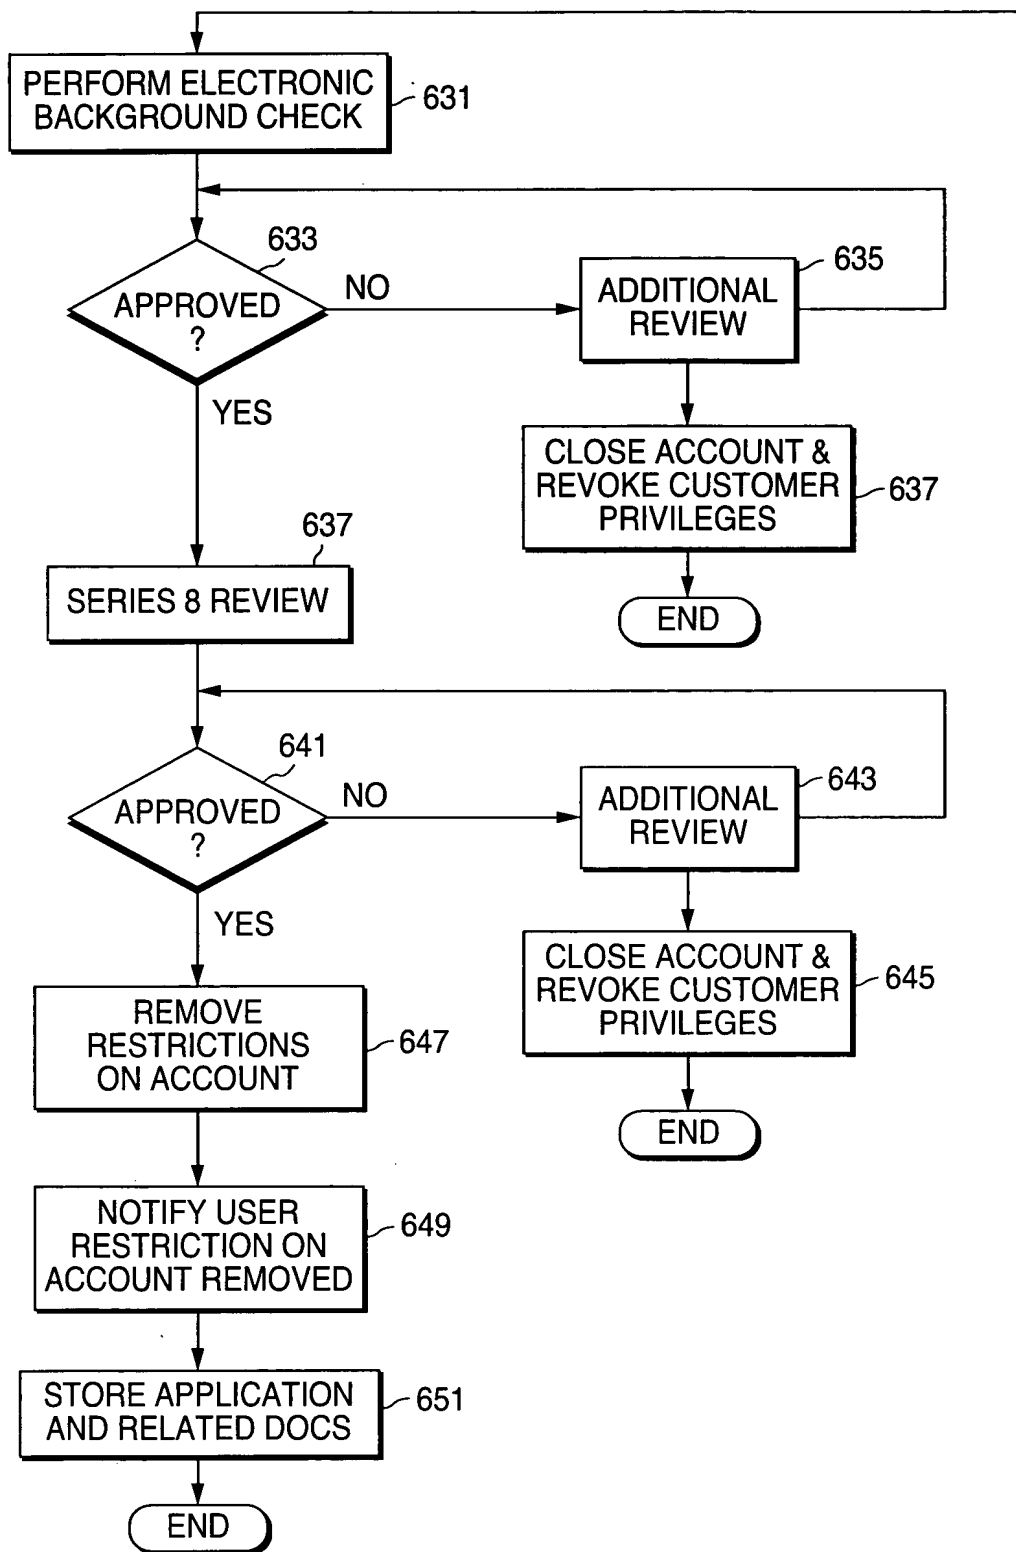 PERFORM ELECTRONIC
BACKGROUND CHECK
631
633
APPROVED
?
NO
YES
635
ADDITIONAL
REVIEW
CLOSE ACCOUNT &
REVOKE CUSTOMER
PRIVILEGES
637
END
637
SERIES 8 REVIEW
641
APPROVED
?
NO
YES
643
ADDITIONAL
REVIEW
CLOSE ACCOUNT &
REVOKE CUSTOMER
PRIVILEGES
645
END
REMOVE
RESTRICTIONS
ON ACCOUNT
647
NOTIFY USER
RESTRICTION ON
ACCOUNT REMOVED
649
STORE APPLICATION
AND RELATED DOCS
651
END